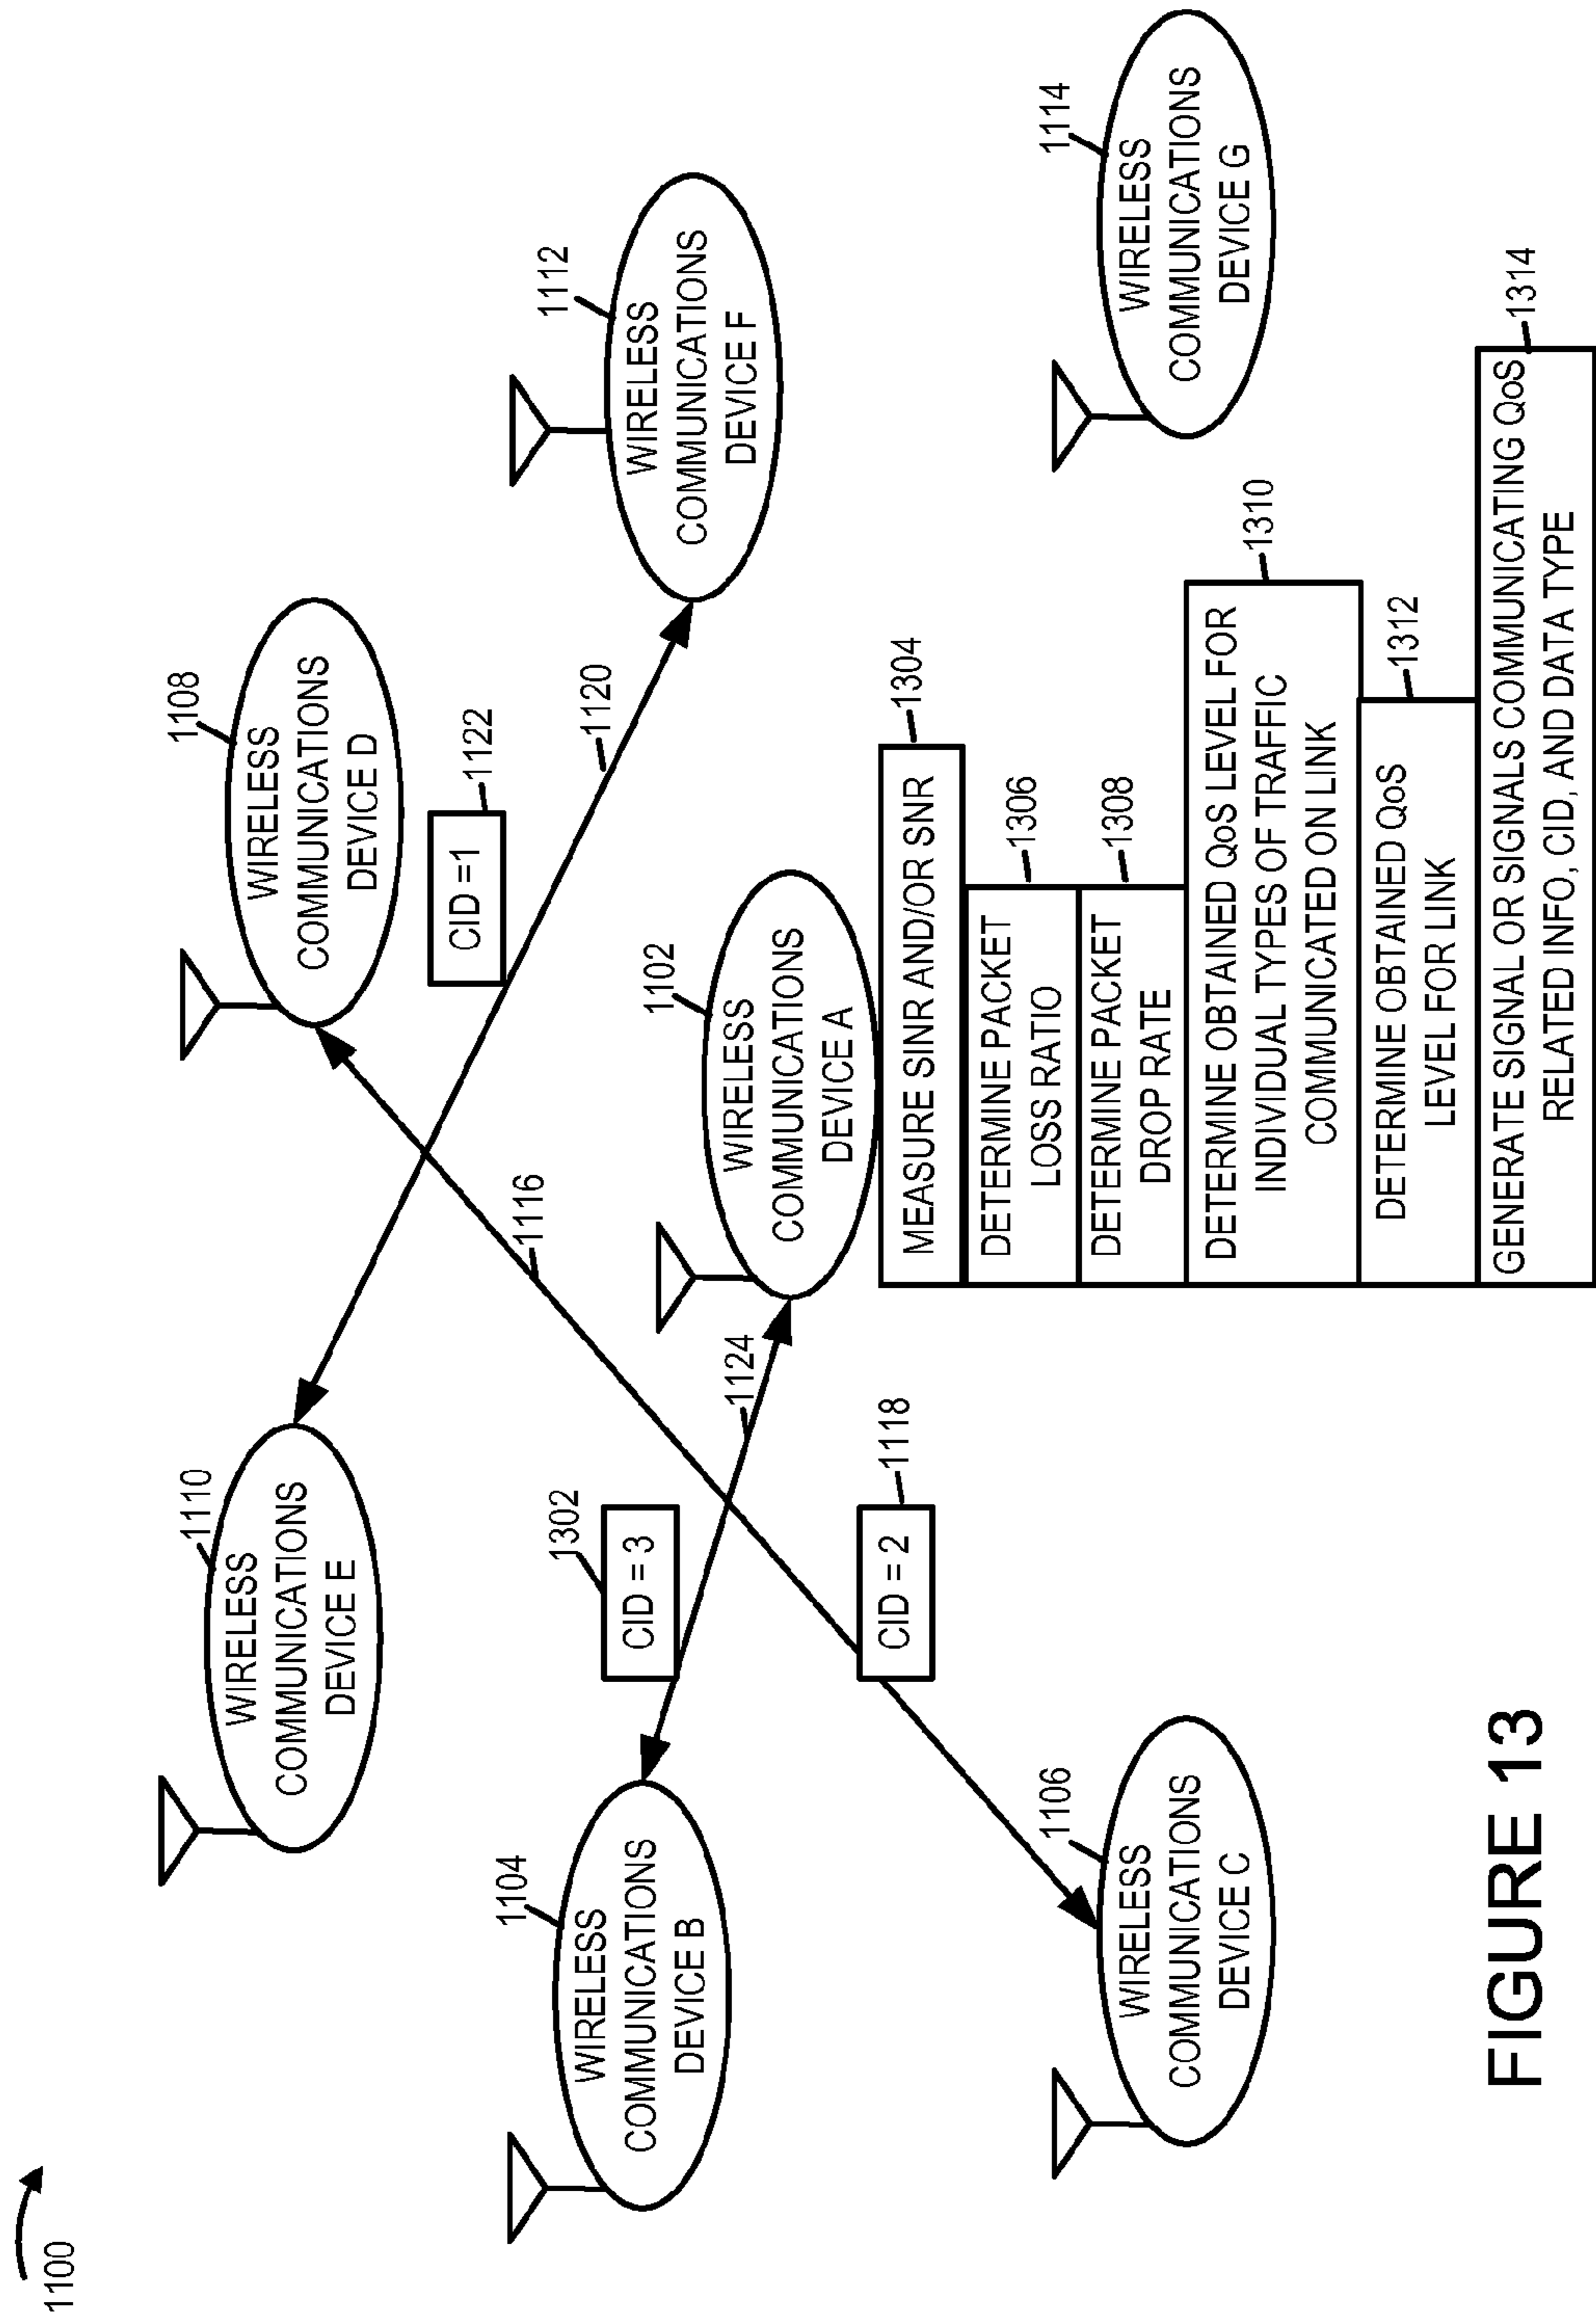 1100
1110
WIRELESS
COMMUNICATIONS
DEVICE E
1108
WIRELESS
COMMUNICATIONS
DEVICE D
CID =1
1122
1112
WIRELESS
COMMUNICATIONS
DEVICE F
1120
1116
1104
WIRELESS
COMMUNICATIONS
DEVICE B
1302
CID = 3
1124
1102
WIRELESS
COMMUNICATIONS
DEVICE A
CID = 2
1118
1106
WIRELESS
COMMUNICATIONS
DEVICE C
1114
WIRELESS
COMMUNICATIONS
DEVICE G
MEASURE SINR AND/OR SNR
1304
DETERMINE PACKET
LOSS RATIO
1306
DETERMINE PACKET
DROP RATE
1308
DETERMINE OBTAINED QoS LEVEL FOR
INDIVIDUAL TYPES OF TRAFFIC
COMMUNICATED ON LINK
1310
DETERMINE OBTAINED QoS
LEVEL FOR LINK
1312
GENERATE SIGNAL OR SIGNALS COMMUNICATING QoS
RELATED INFO, CID, AND DATA TYPE
1314
FIGURE 13